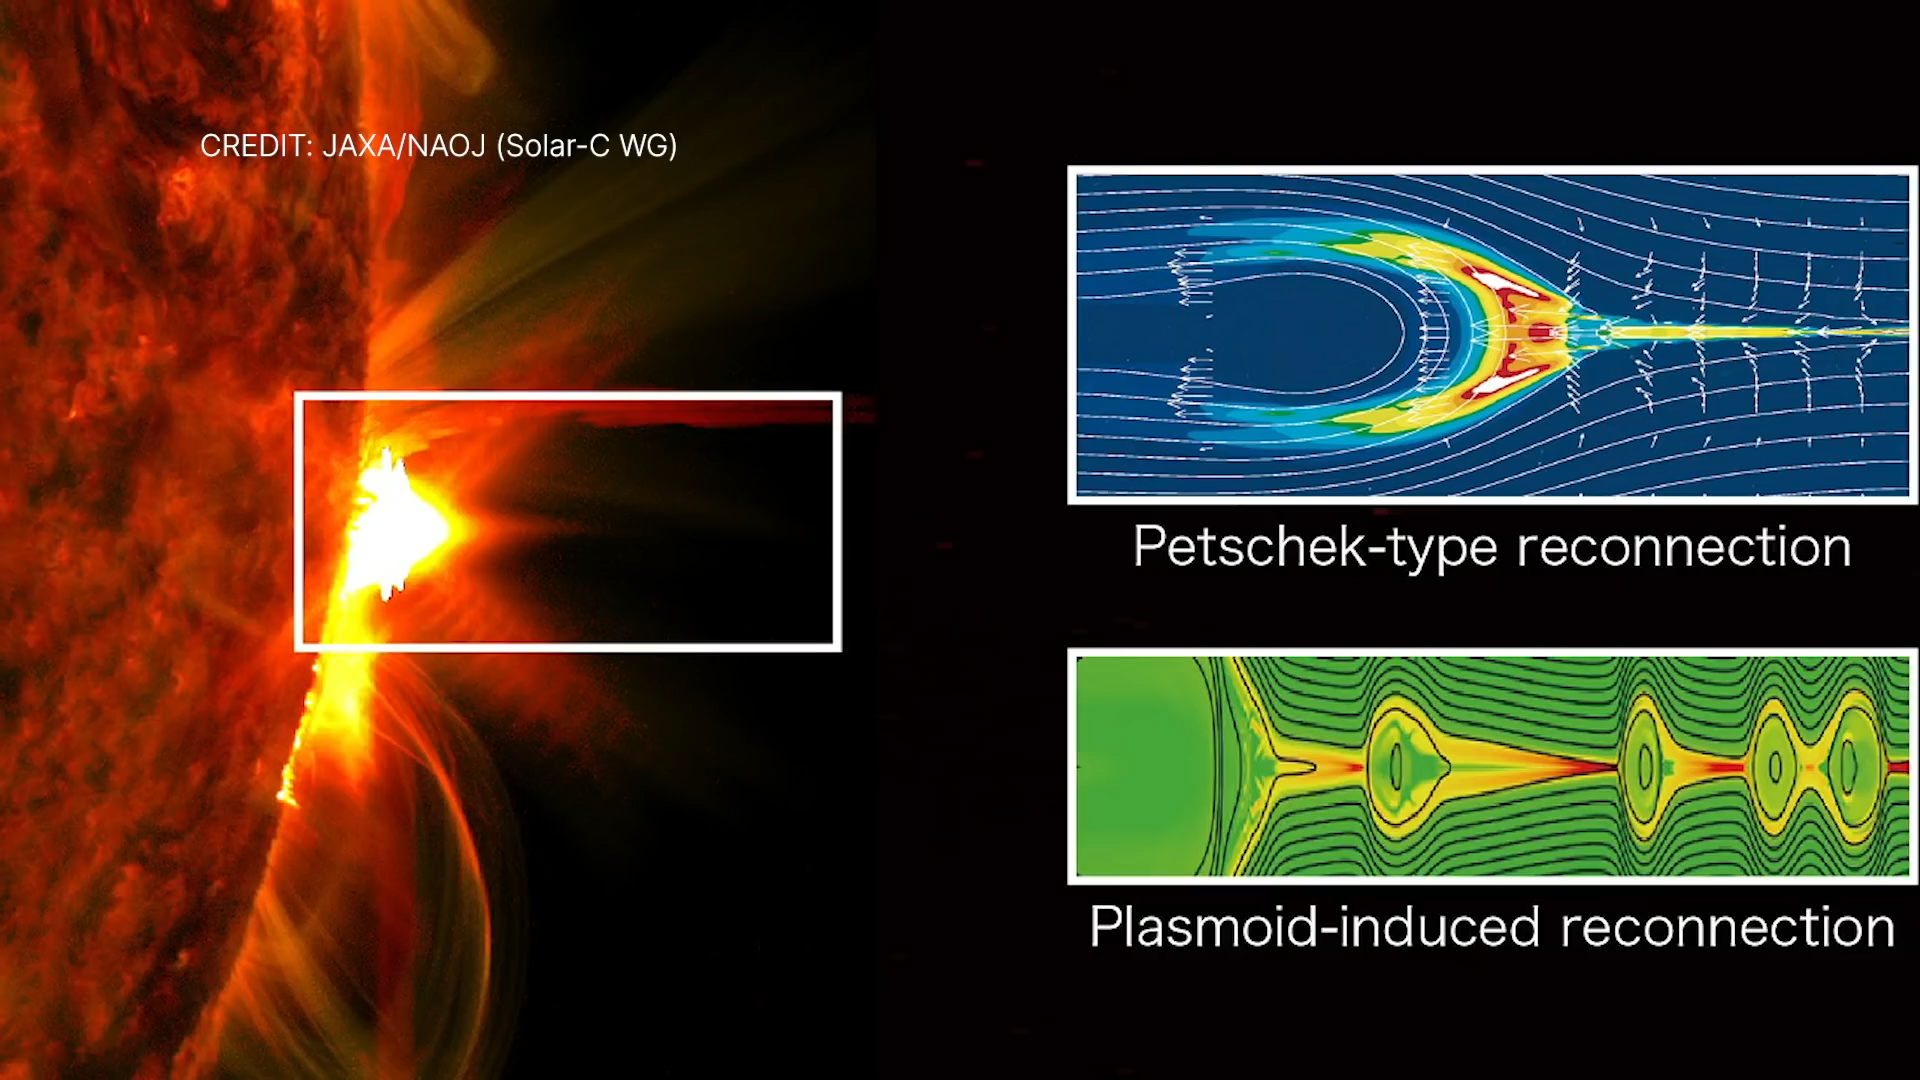 CREDIT: JAXA/NAOJ (Solar-C WG)
Petschek-type reconnection
Plasmoid-induced reconnection